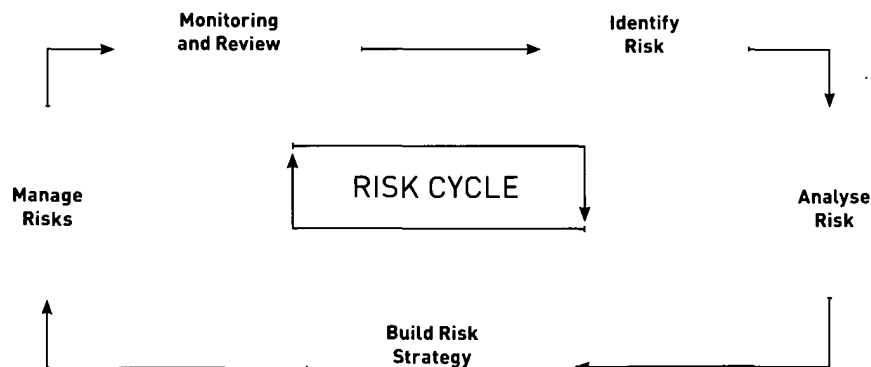 Monitoring
and Review
Identify
Risk
RISK CYCLE
Manage
Risks
Analyse
Risk
Build Risk
Strategy